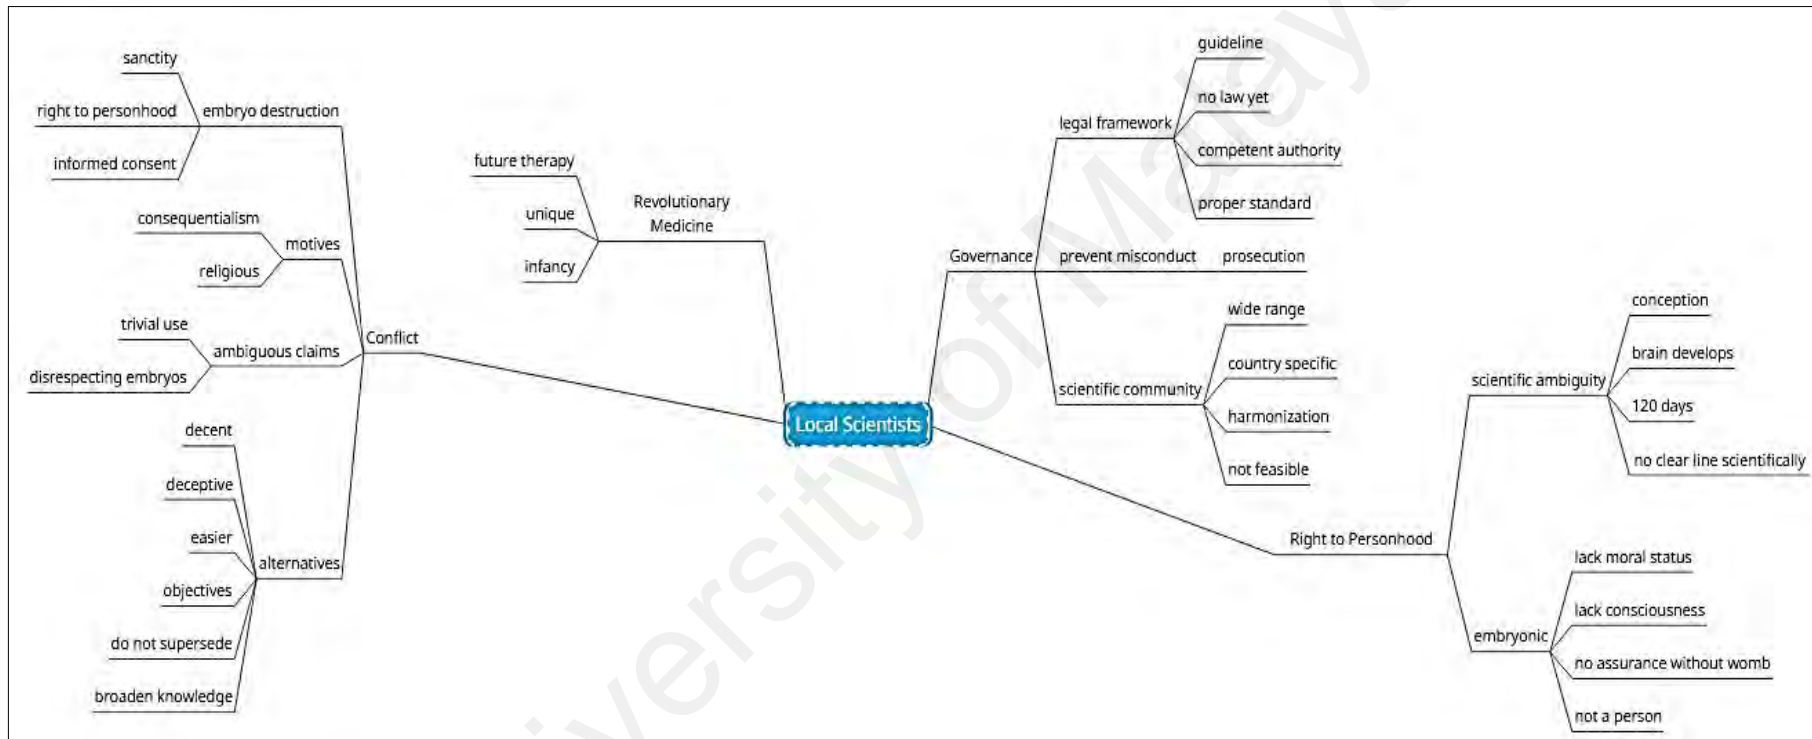 sanctity
right to personhood
informed consent
embryo destruction
consequentialism
religious
motives
trivial use
disrespecting embryos
ambiguous claims
decent
deceptive
easier
objectives
do not supersede
broaden knowledge
alternatives
Conflict
future therapy
unique
infancy
Revolutionary
Medicine
Local Scientists
Governance
legal framework
guideline
no law yet
competent authority
proper standard
prevent misconduct
prosecution
scientific community
wide range
country specific
harmonization
not feasible
Right to Personhood
scientific ambiguity
conception
brain develops
120 days
no clear line scientifically
embryonic
lack moral status
lack consciousness
no assurance without womb
not a person
versity of Malay